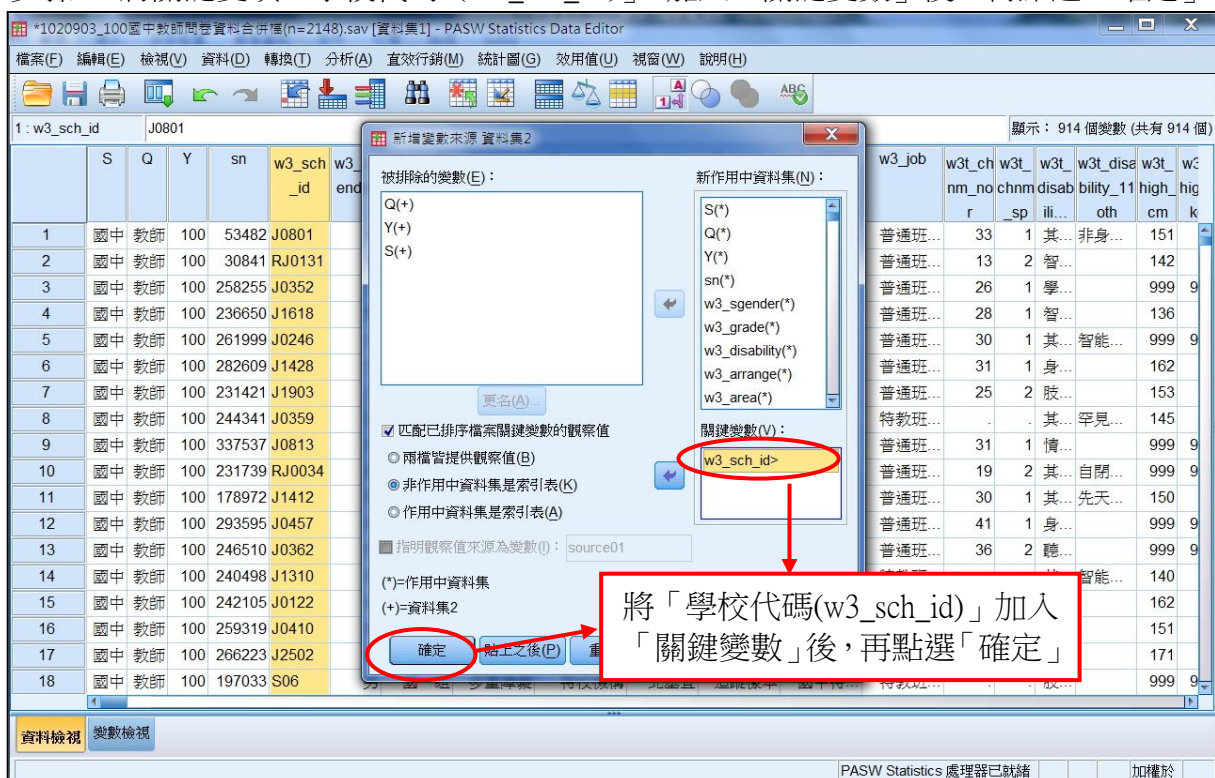 *1020903_100國中教師問卷資料合併檔(n=2148).sav [資料集1] - PASW Statistics Data Editor
檔案(F) 編輯(E) 檢視(V) 資料(D) 轉換(T) 分析(A) 直效行銷(M) 統計圖(G) 效用值(U) 視窗(W) 說明(H)
1 : w3_sch_id J0801 顯示： 914 個變數 (共有 914 個)
S Q Y sn w3_sch_id w3_ end w3_job w3t_chnm_nor w3t_chnm_sp w3t_disabili... w3t_disability_11oth w3t_high_cm w3 hig k
1 國中 教師 100 53482 J0801 普通班... 33 1 其... 非身... 151
2 國中 教師 100 30841 RJ0131 普通班... 13 2 智... 142
3 國中 教師 100 258255 J0352 普通班... 26 1 學... 999 9
4 國中 教師 100 236650 J1618 普通班... 28 1 智... 136
5 國中 教師 100 261999 J0246 普通班... 30 1 其... 智能... 999 9
6 國中 教師 100 282609 J1428 普通班... 31 1 身... 162
7 國中 教師 100 231421 J1903 普通班... 25 2 肢... 153
8 國中 教師 100 244341 J0359 特教班... . . 其... 罕見... 145
9 國中 教師 100 337537 J0813 普通班... 31 1 情... 999 9
10 國中 教師 100 231739 RJ0034 普通班... 19 2 其... 自閉... 999 9
11 國中 教師 100 178972 J1412 普通班... 30 1 其... 先天... 150
12 國中 教師 100 293595 J0457 普通班... 41 1 身... 999 9
13 國中 教師 100 246510 J0362 普通班... 36 2 聽... 999 9
14 國中 教師 100 240498 J1310 智能... 140
15 國中 教師 100 242105 J0122 162
16 國中 教師 100 259319 J0410 151
17 國中 教師 100 266223 J2502 171
18 國中 教師 100 197033 S06 999 9
新增變數來源 資料集2
被排除的變數(E)：
Q(+)
Y(+)
S(+)
更名(A)...
新作用中資料集(N)：
S(*)
Q(*)
Y(*)
sn(*)
w3_sgender(*)
w3_grade(*)
w3_disability(*)
w3_arrange(*)
w3_area(*)
匹配已排序檔案關鍵變數的觀察值
兩檔皆提供觀察值(B)
非作用中資料集是索引表(K)
作用中資料集是索引表(A)
關鍵變數(V)：
w3_sch_id>
指明觀察值來源為變數(I)： source01
(*)=作用中資料集
(+)=資料集2
確定 貼上之後(P)
將「學校代碼(w3_sch_id)」加入
「關鍵變數」後，再點選「確定」
資料檢視 變數檢視
PASW Statistics 處理器已就緒 加權於